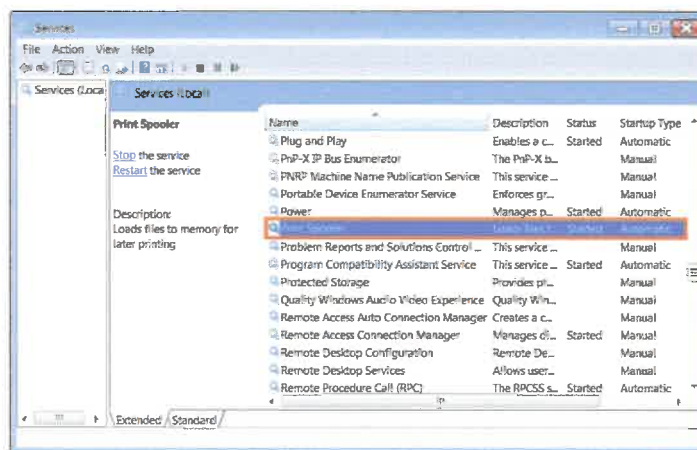 Services
File Action View Help
Services (Loca
Services (Local)
Print Spooler
Stop the service
Restart the service
Description:
Loads files to memory for
later printing
Name Description Status Startup Type
Plug and Play Enables a c... Started Automatic
PnP-X IP Bus Enumerator The PnP-X b... Manual
PNRP Machine Name Publication Service This service ... Manual
Portable Device Enumerator Service Enforces gr... Manual
Power Manages p... Started Automatic
Print Spooler Loads files t... Started Automatic
Problem Reports and Solutions Control ... This service ... Manual
Program Compatibility Assistant Service This service ... Started Automatic
Protected Storage Provides pr... Manual
Quality Windows Audio Video Experience Quality Win... Manual
Remote Access Auto Connection Manager Creates a c... Manual
Remote Access Connection Manager Manages di... Started Manual
Remote Desktop Configuration Remote De... Manual
Remote Desktop Services Allows user... Manual
Remote Procedure Call (RPC) The RPCSS s... Started Automatic
Extended Standard